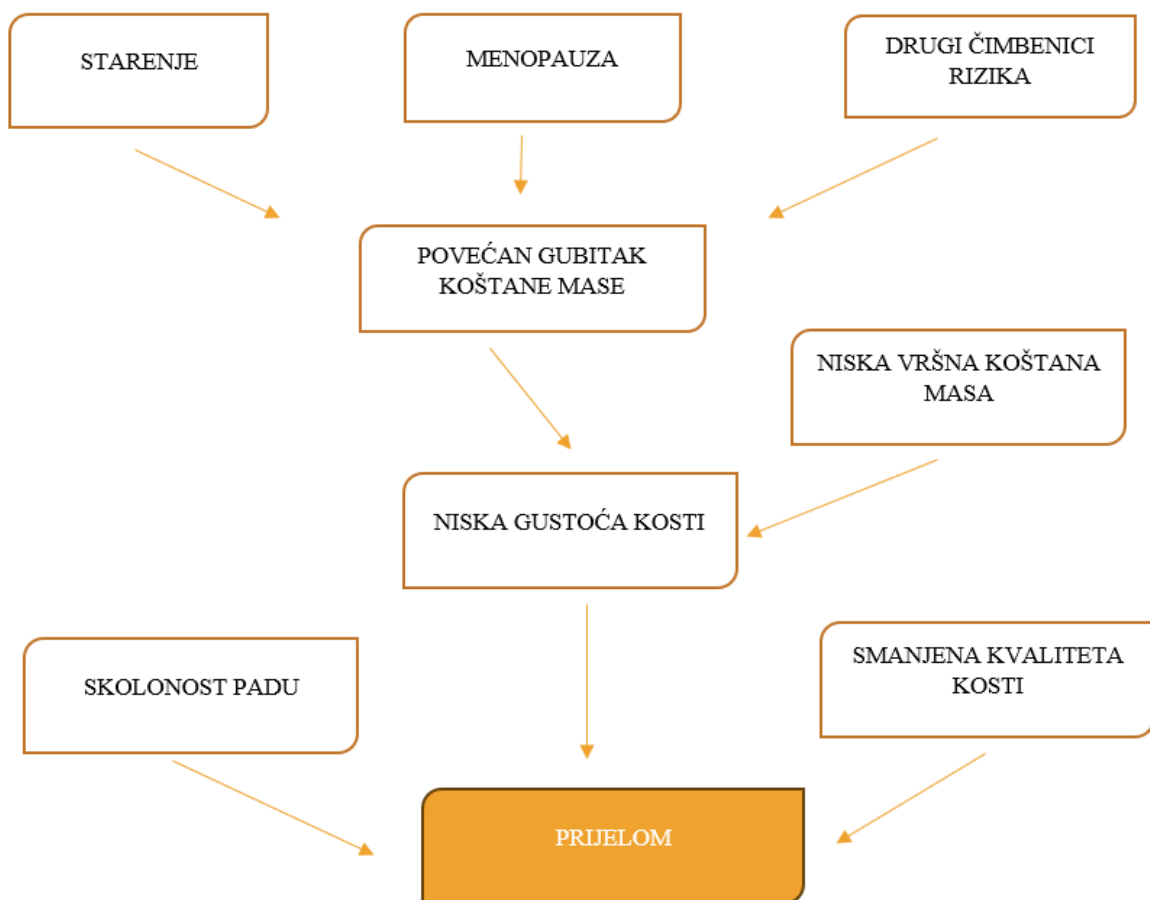 STARENJE
MENOPAUZA
DRUGI ČIMBENICI
RIZIKA
POVEĆAN GUBITAK
KOŠTANE MASE
NISKA VRŠNA KOŠTANA
MASA
NISKA GUSTOĆA KOSTI
SKOLONOST PADU
SMANJENA KVALITETA
KOSTI
PRIJELOM